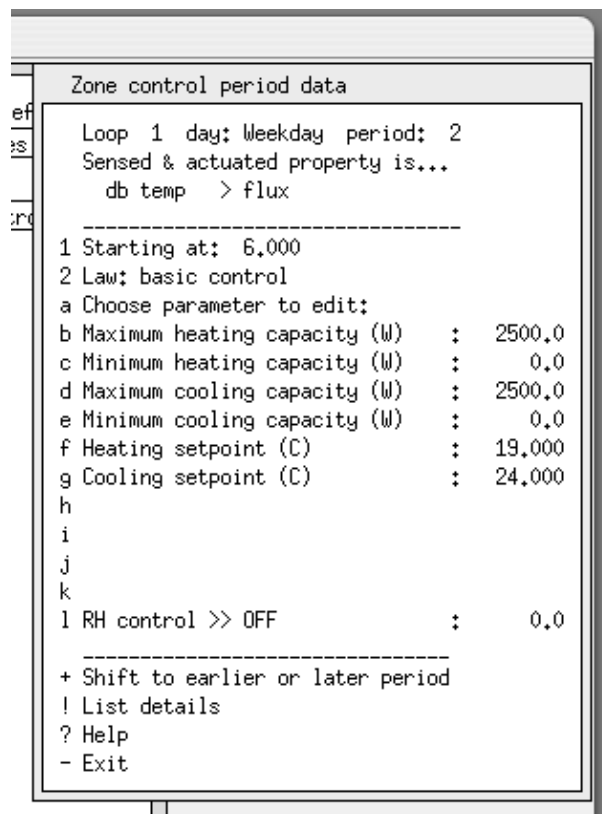 Zone control period data
ef
es
Loop 1 day: Weekday period: 2
Sensed & actuated property is...
db temp > flux
1 Starting at: 6.000
2 Law: basic control
a Choose parameter to edit:
b Maximum heating capacity (W) : 2500.0
c Minimum heating capacity (W) : 0.0
d Maximum cooling capacity (W) : 2500.0
e Minimum cooling capacity (W) : 0.0
f Heating setpoint (C) : 19.000
g Cooling setpoint (C) : 24.000
h
i
j
k
l RH control >> OFF : 0.0
+ Shift to earlier or later period
! List details
? Help
- Exit